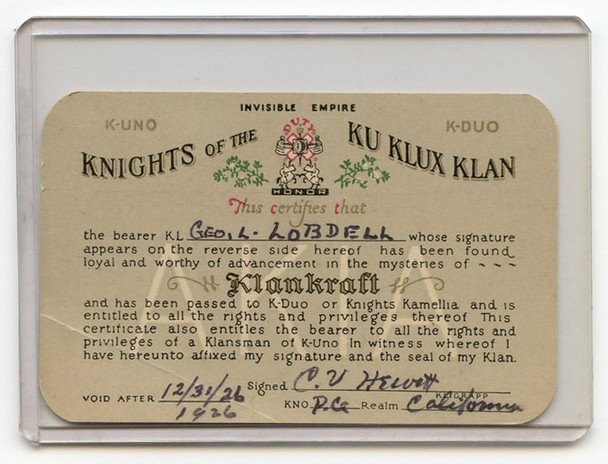 INVISIBLE EMPIRE
K-UNO K-DUO
KNIGHTS OF THE KU KLUX KLAN
DUTY
D
HONOR
This certifies that
the bearer KL GEO. L. LOBDELL whose signature
appears on the reverse side hereof has been found
loyal and worthy of advancement in the mysteries of - - -
Klankraft
AKIA
and has been passed to K-Duo or Knights Kamellia and is
entitled to all the rights and privileges thereof This
certificate also entitles the bearer to all the rights and
privileges of a Klansman of K-Uno In witness whereof I
have hereunto affixed my signature and the seal of my Klan.
Signed C. V Hewitt
KLIGRAPP
VOID AFTER 12/31/26 KNO. Realm California
1926